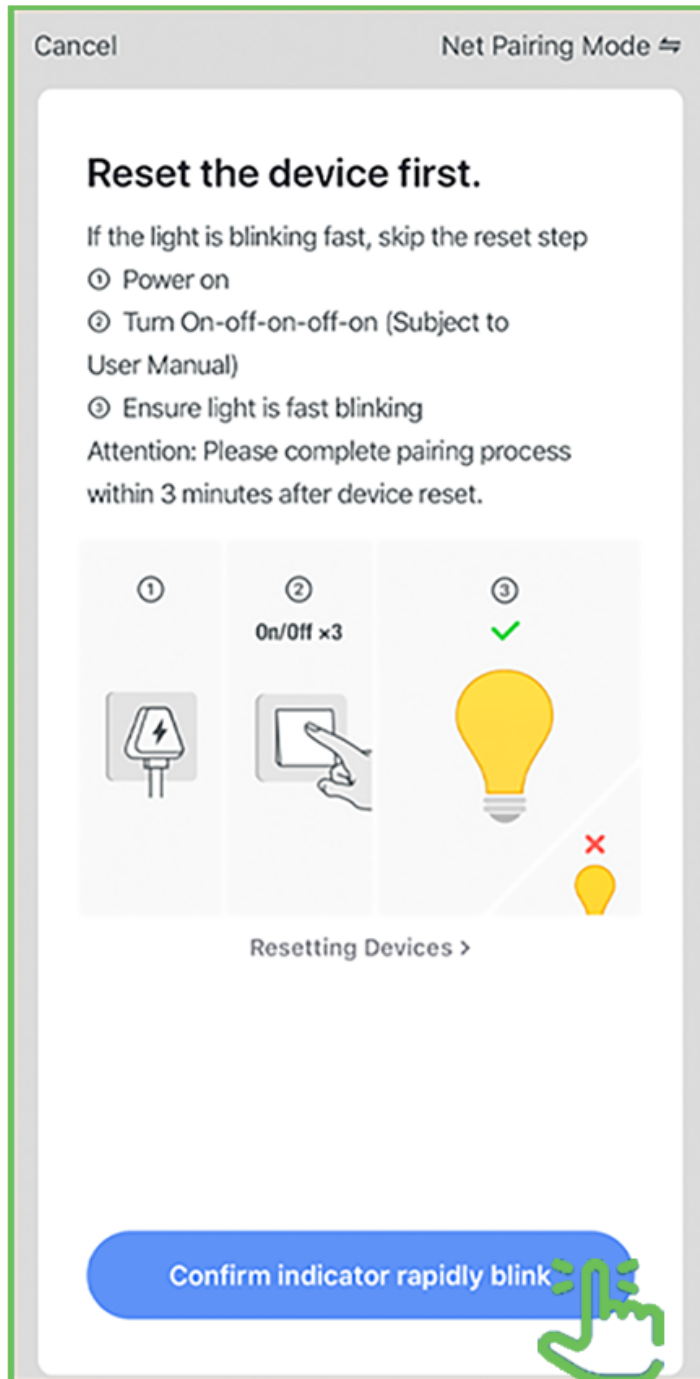 Cancel
Net Pairing Mode ⇋
Reset the device first.
If the light is blinking fast, skip the reset step
① Power on
② Turn On-off-on-off-on (Subject to
User Manual)
③ Ensure light is fast blinking
Attention: Please complete pairing process
within 3 minutes after device reset.
① ② ③
On/Off ×3
Resetting Devices >
Confirm indicator rapidly blink